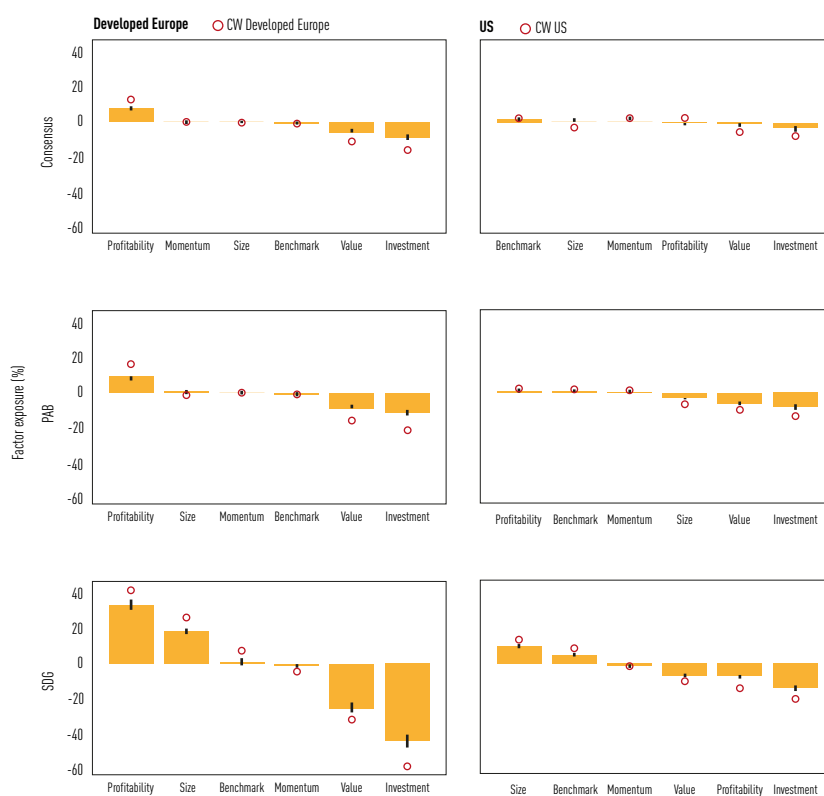 Developed Europe CW Developed Europe
US CW US
Factor exposure (%)
Consensus
40
20
0
-20
-40
-60
Profitability Momentum Size Benchmark Value Investment
Benchmark Size Momentum Profitability Value Investment
PAB
40
20
0
-20
-40
-60
Profitability Size Momentum Benchmark Value Investment
Profitability Benchmark Momentum Size Value Investment
SDG
40
20
0
-20
-40
-60
Profitability Size Benchmark Momentum Value Investment
Size Benchmark Momentum Value Profitability Investment